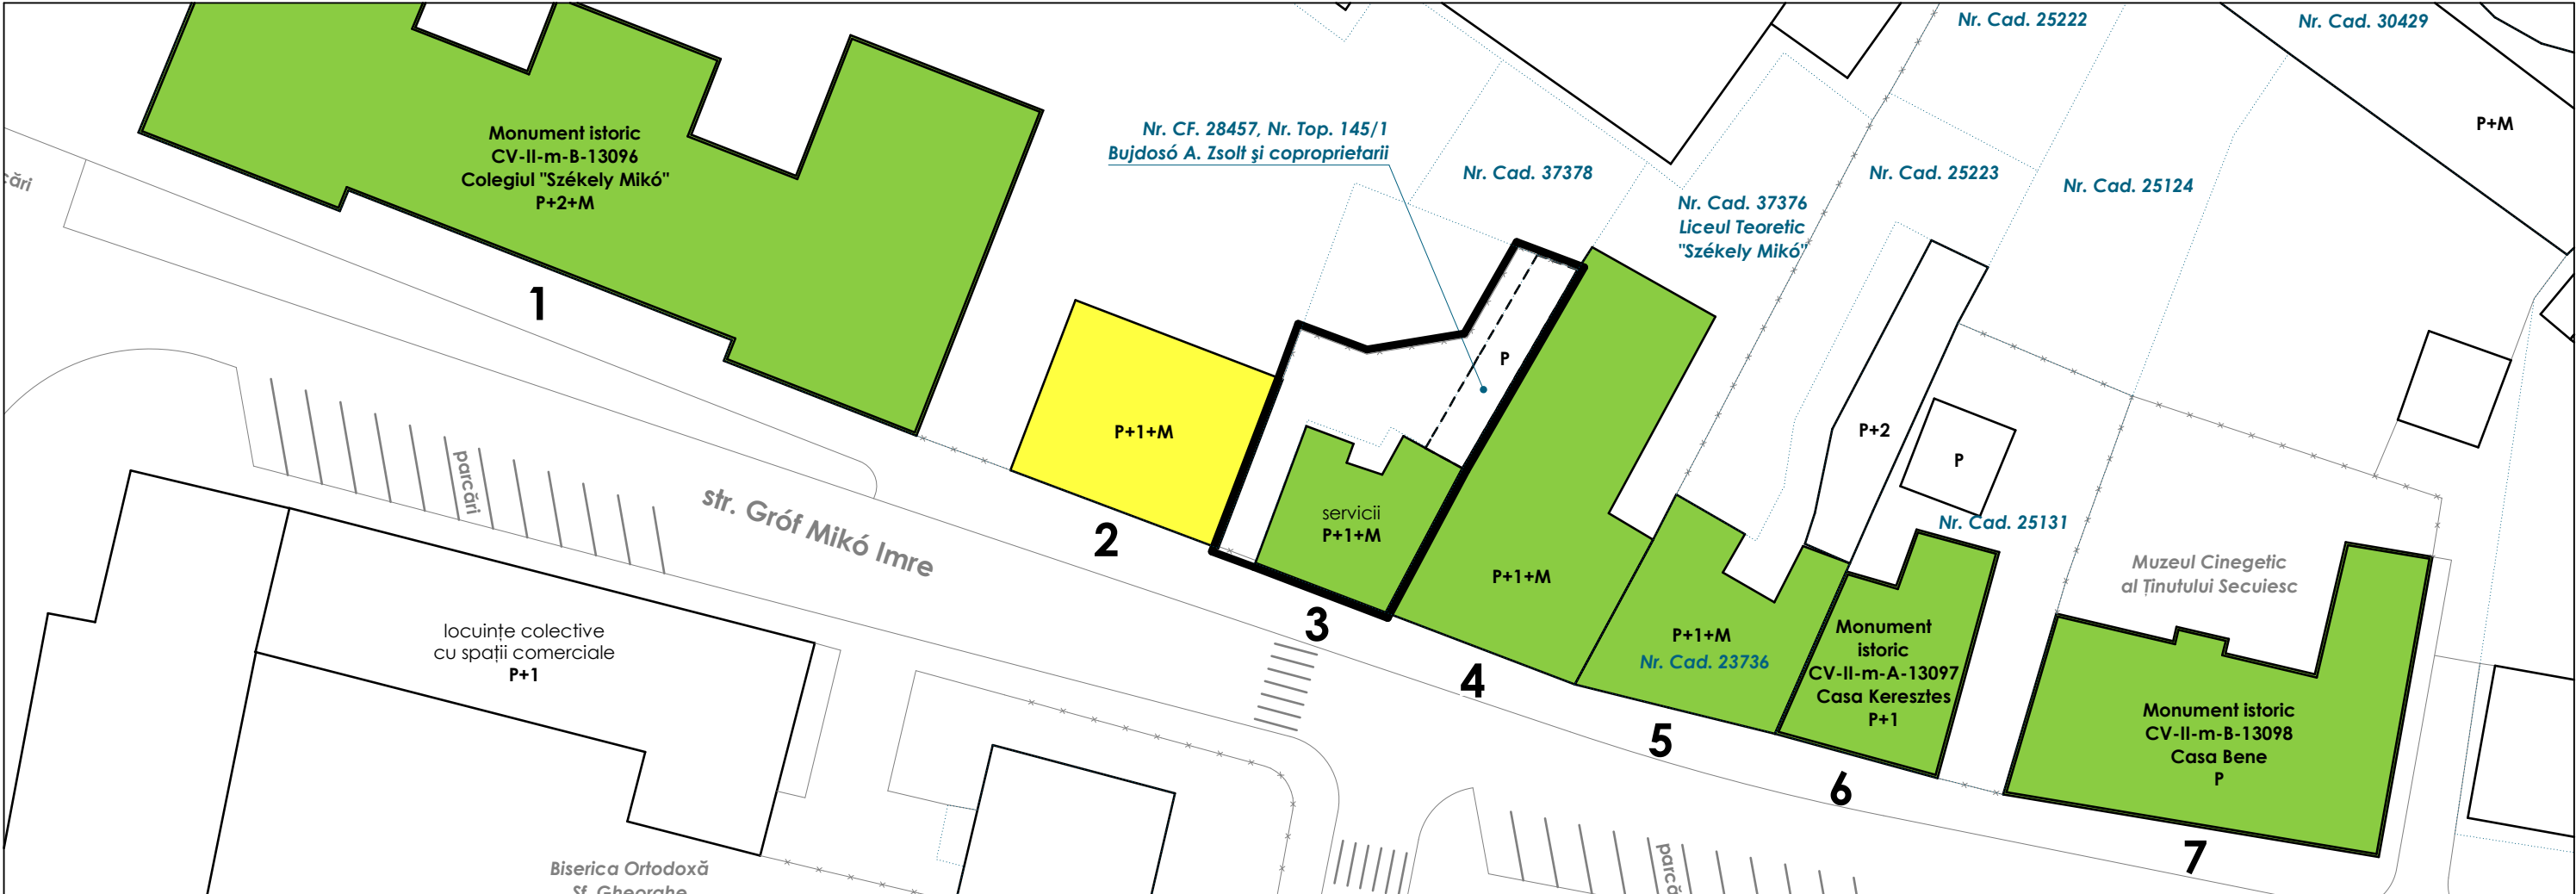 Nr. Cad. 25222
Nr. Cad. 30429
P+M
Nr. CF. 28457, Nr. Top. 145/1
Bujdosó A. Zsolt și coproprietarii
Monument istoric
CV-II-m-B-13096
Colegiul "Székely Mikó"
P+2+M
Nr. Cad. 37378
Nr. Cad. 25223
Nr. Cad. 25124
Nr. Cad. 37376
Liceul Teoretic
"Székely Mikó"
1
P
P+1+M
P+2
P
parcări
str. Gróf Mikó Imre
2
servicii
P+1+M
Nr. Cad. 25131
Muzeul Cinegetic
al Ținutului Secuiesc
P+1+M
3
locuințe colective
cu spații comerciale
P+1
P+1+M
Nr. Cad. 23736
Monument
istoric
CV-II-m-A-13097
Casa Keresztes
P+1
4
Monument istoric
CV-II-m-B-13098
Casa Bene
P
5
6
7
Biserica Ortodoxă
Sf. Gheorghe